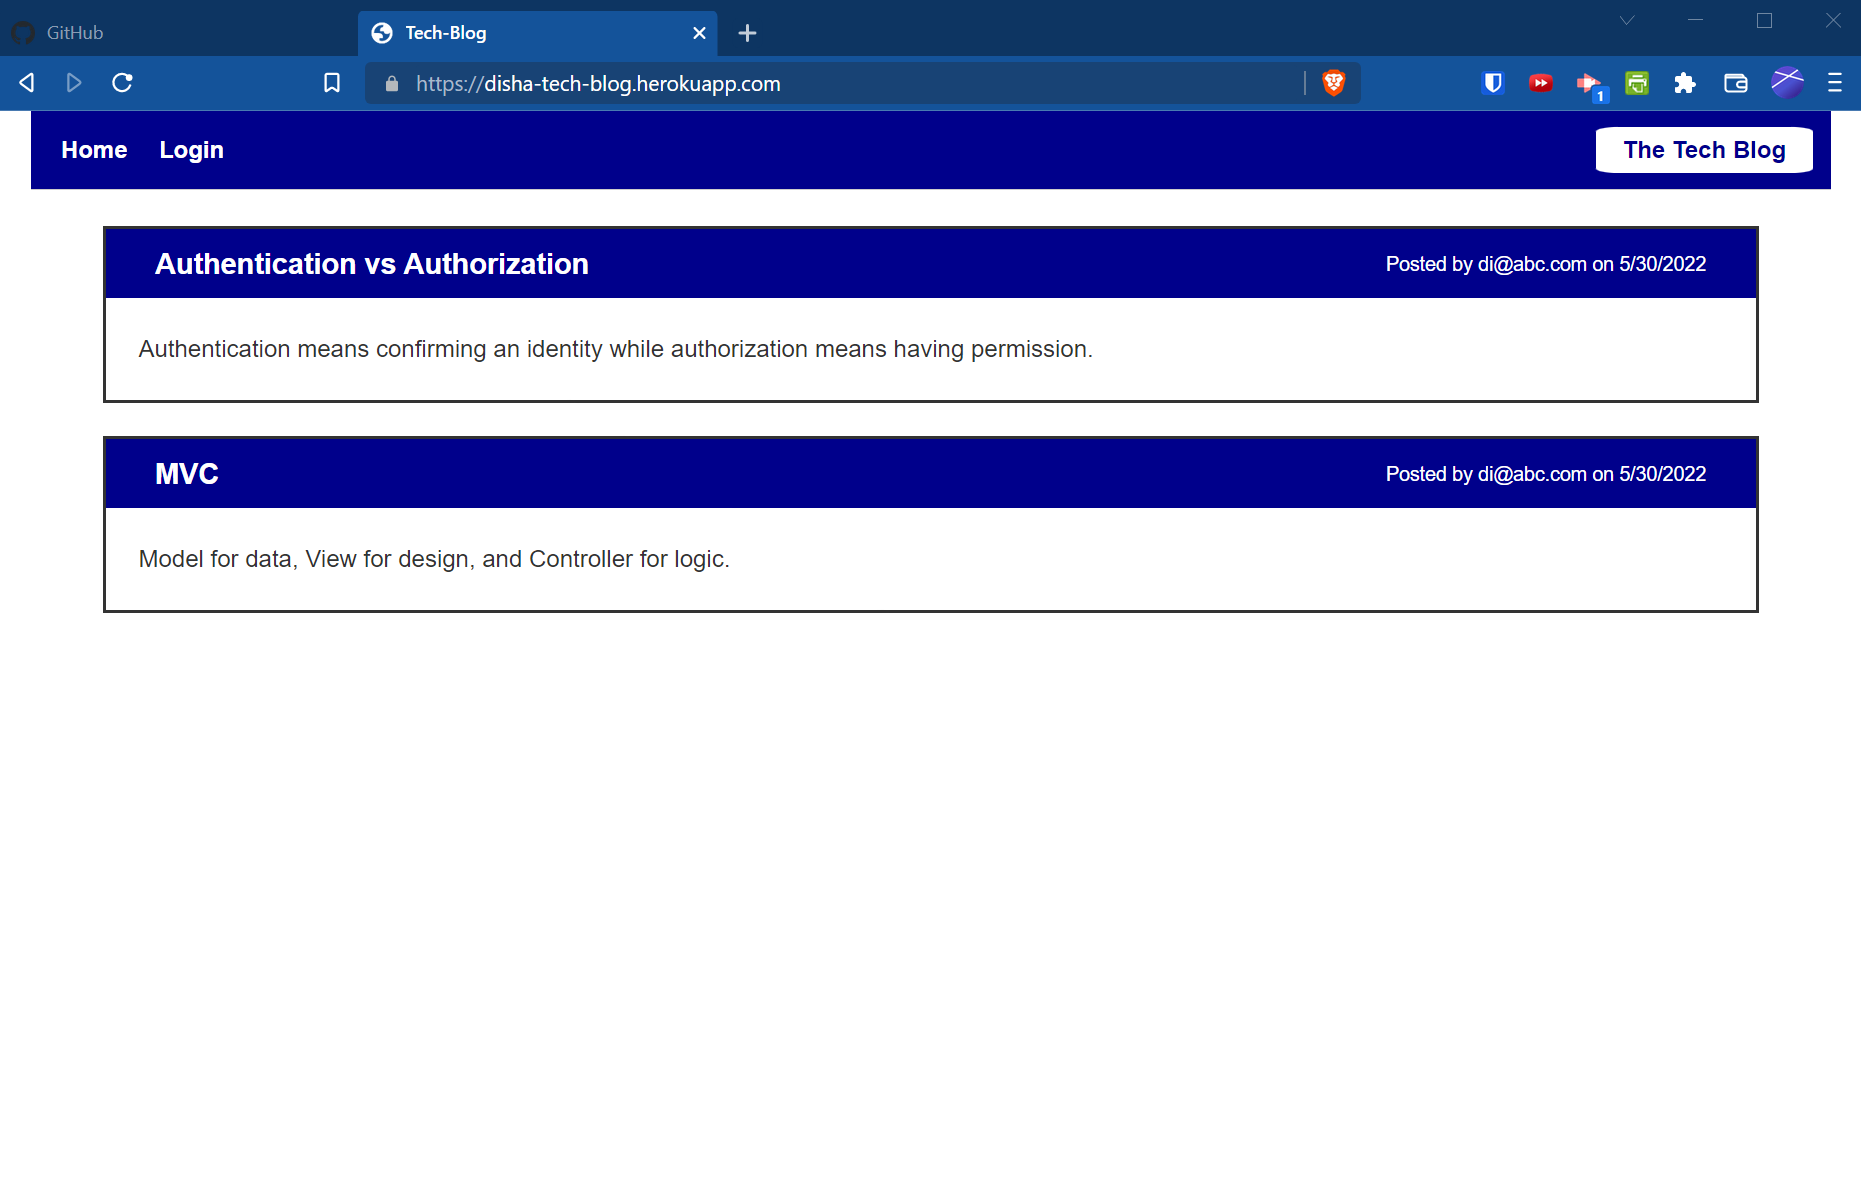 GitHub
Tech-Blog
https://disha-tech-blog.herokuapp.com
1
Home Login The Tech Blog
Authentication vs Authorization Posted by di@abc.com on 5/30/2022
Authentication means confirming an identity while authorization means having permission.
MVC Posted by di@abc.com on 5/30/2022
Model for data, View for design, and Controller for logic.